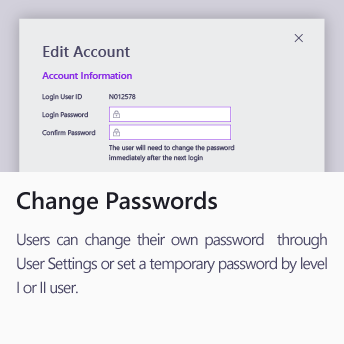 Edit Account
Account Information
Login User ID N012578
Login Password
Confirm Password
The user will need to change the password
immediately after the next login
Change Passwords
Users can change their own password through
User Settings or set a temporary password by level
I or II user.